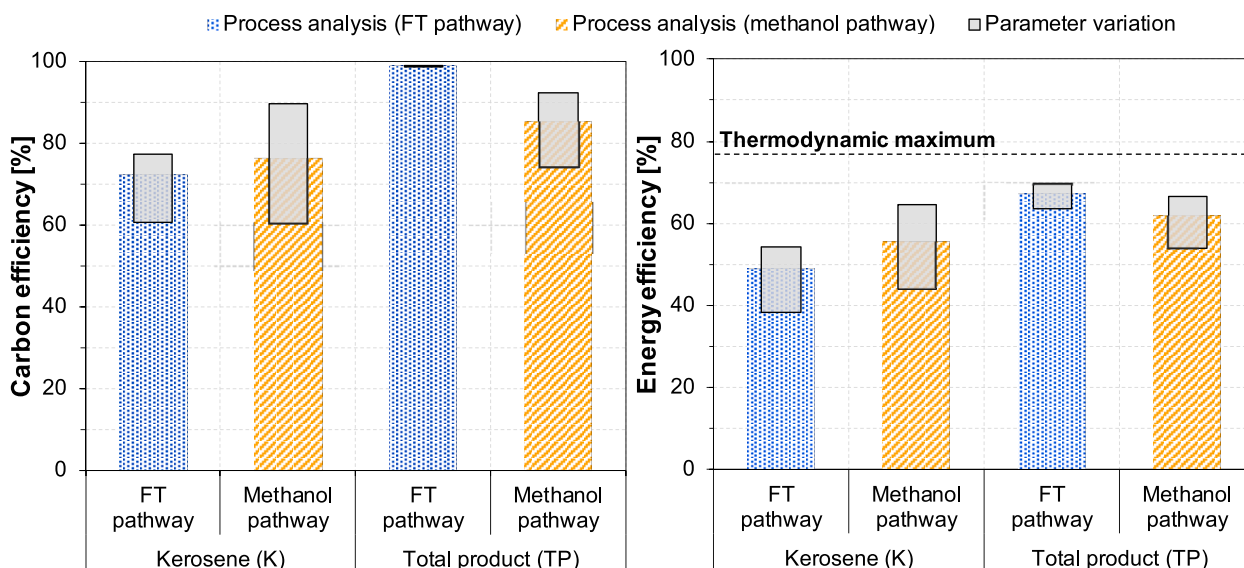 Process analysis (FT pathway) Process analysis (methanol pathway) Parameter variation
Carbon efficiency [%]
100
80
60
40
20
0
FT pathway
Methanol pathway
FT pathway
Methanol pathway
Kerosene (K)
Total product (TP)
Energy efficiency [%]
100
80
60
40
20
0
Thermodynamic maximum
FT pathway
Methanol pathway
FT pathway
Methanol pathway
Kerosene (K)
Total product (TP)